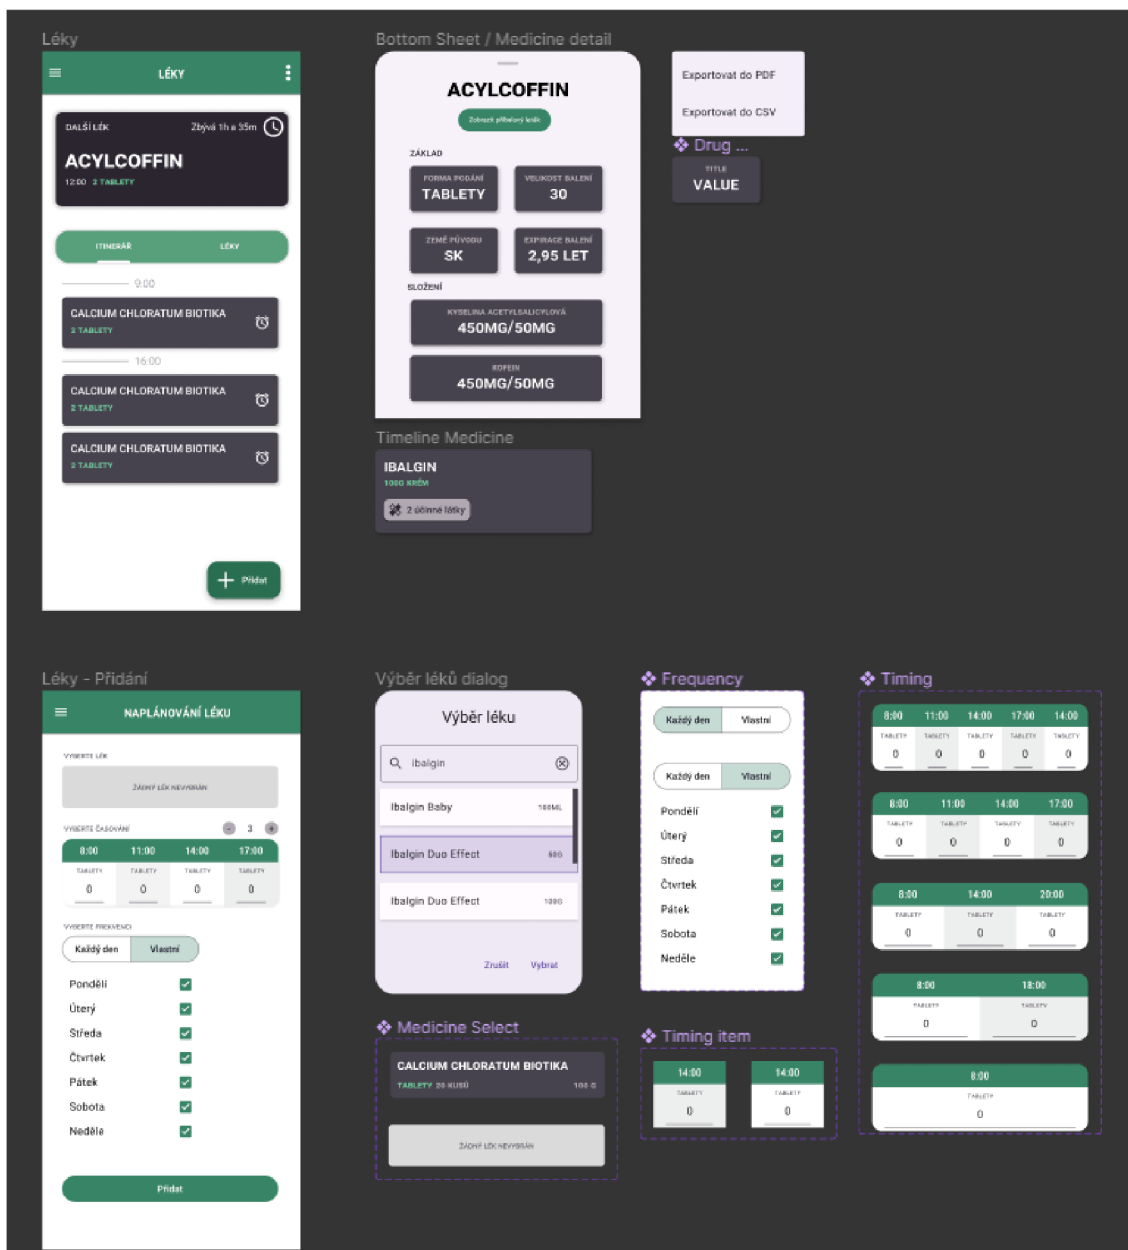 Léky
LÉKY
DALŠÍ LÉK
Zbývá 1h a 35m
ACYLCOFFIN
12:00 2 TABLETY
ITINERÁŘ
LÉKY
9:00
CALCIUM CHLORATUM BIOTIKA
2 TABLETY
16:00
CALCIUM CHLORATUM BIOTIKA
2 TABLETY
CALCIUM CHLORATUM BIOTIKA
2 TABLETY
Přidat
Bottom Sheet / Medicine detail
ACYLCOFFIN
Zobrazit příbalový leták
ZÁKLAD
FORMA PODÁNÍ
TABLETY
VELIKOST BALENÍ
30
ZEMĚ PŮVODU
SK
EXPIRACE BALENÍ
2,95 LET
SLOŽENÍ
KYSELINA ACETYLSALICYLOVÁ
450MG/50MG
KOFEIN
450MG/50MG
Exportovat do PDF
Exportovat do CSV
Drug ...
TITLE
VALUE
Timeline Medicine
IBALGIN
100G KRÉM
2 účinné látky
Léky - Přidání
NAPLÁNOVÁNÍ LÉKU
VYBERTE LÉK
ŽÁDNÝ LÉK NEVYBRÁN
VYBERTE ČASOVÁNÍ
- 3 +
8:00 11:00 14:00 17:00
TABLETY TABLETY TABLETY TABLETY
0 0 0 0
VYBERTE FREKVENCI
Každý den Vlastní
Pondělí
Úterý
Středa
Čtvrtek
Pátek
Sobota
Neděle
Přidat
Výběr léků dialog
Výběr léku
Ibalgin
Ibalgin Baby 100ML
Ibalgin Duo Effect 50G
Ibalgin Duo Effect 100G
Zrušit Vybrat
Medicine Select
CALCIUM CHLORATUM BIOTIKA
TABLETY 20 KUSŮ 100 G
ŽÁDNÝ LÉK NEVYBRÁN
Frequency
Každý den Vlastní
Každý den Vlastní
Pondělí
Úterý
Středa
Čtvrtek
Pátek
Sobota
Neděle
Timing item
14:00 14:00
TABLETY TABLETY
0 0
Timing
8:00 11:00 14:00 17:00 14:00
TABLETY TABLETY TABLETY TABLETY TABLETY
0 0 0 0 0
8:00 11:00 14:00 17:00
TABLETY TABLETY TABLETY TABLETY
0 0 0 0
8:00 14:00 20:00
TABLETY TABLETY TABLETY
0 0 0
8:00 18:00
TABLETY TABLETY
0 0
8:00
TABLETY
0